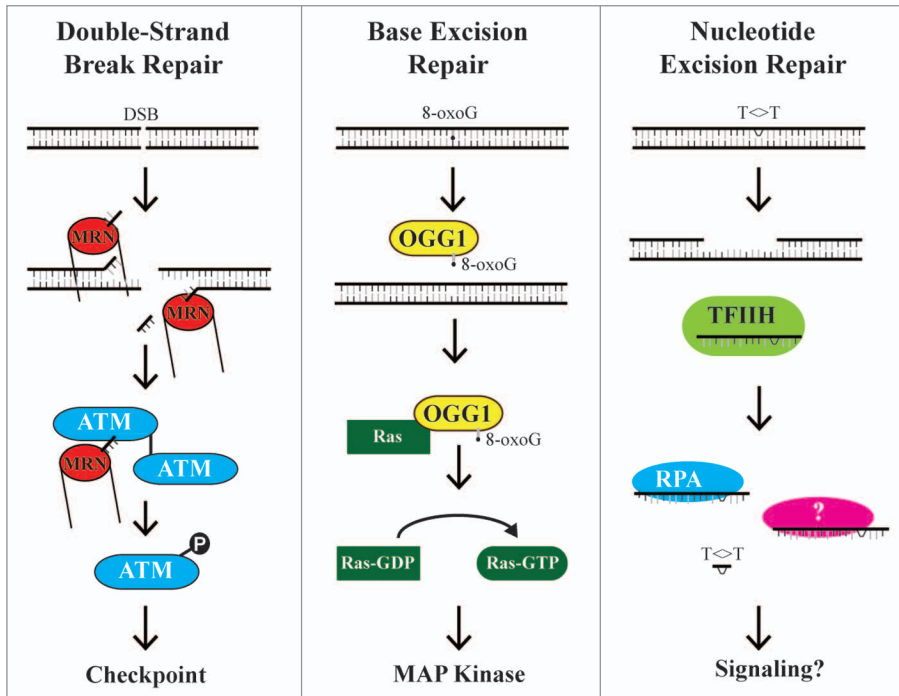 Double-Strand
Break Repair
DSB
MRN
MRN
ATM
MRN
ATM
P
ATM
Checkpoint
Base Excision
Repair
8-oxoG
OGG1
8-oxoG
OGG1
Ras
8-oxoG
Ras-GDP
Ras-GTP
MAP Kinase
Nucleotide
Excision Repair
T<>T
TFIIH
RPA
?
T<>T
Signaling?